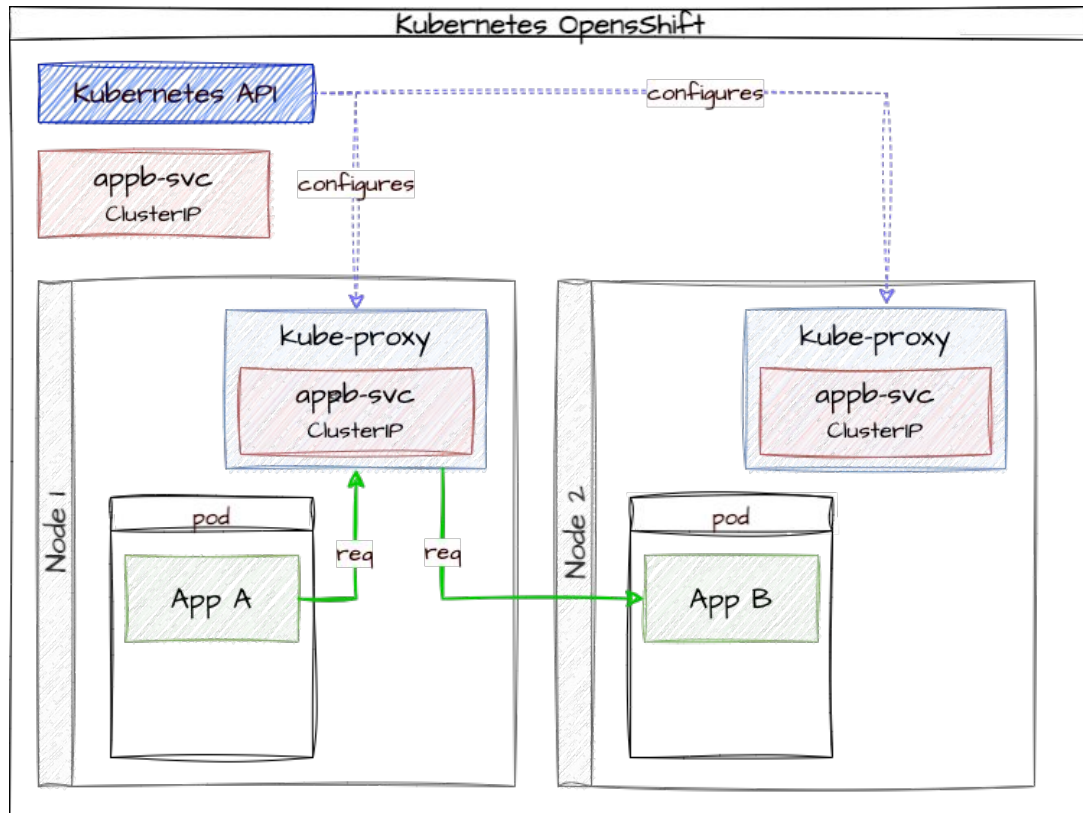 Kubernetes OpensShift
Kubernetes API
configures
appb-svc
ClusterIP
configures
Node 1
kube-proxy
appb-svc
ClusterIP
pod
App A
req
req
Node 2
kube-proxy
appb-svc
ClusterIP
pod
App B